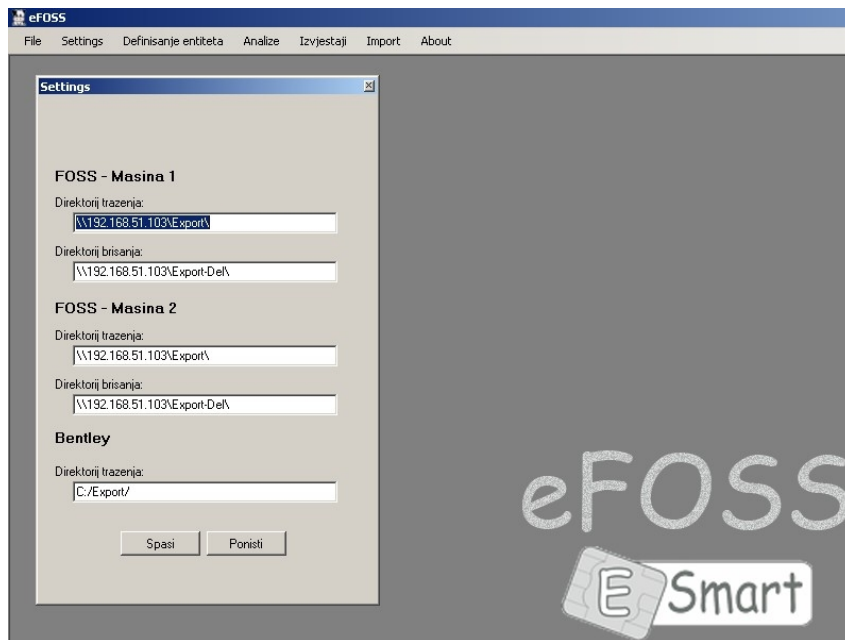 eFOSS
File Settings Definisanje entiteta Analize Izvjestaji Import About
Settings
FOSS - Masina 1
Direktorij trazenja:
\\192.168.51.103\Export\
Direktorij brisanja:
\\192.168.51.103\Export-Del\
FOSS - Masina 2
Direktorij trazenja:
\\192.168.51.103\Export\
Direktorij brisanja:
\\192.168.51.103\Export-Del\
Bentley
Direktorij trazenja:
C:/Export/
Spasi Ponisti
eFOSS
E Smart